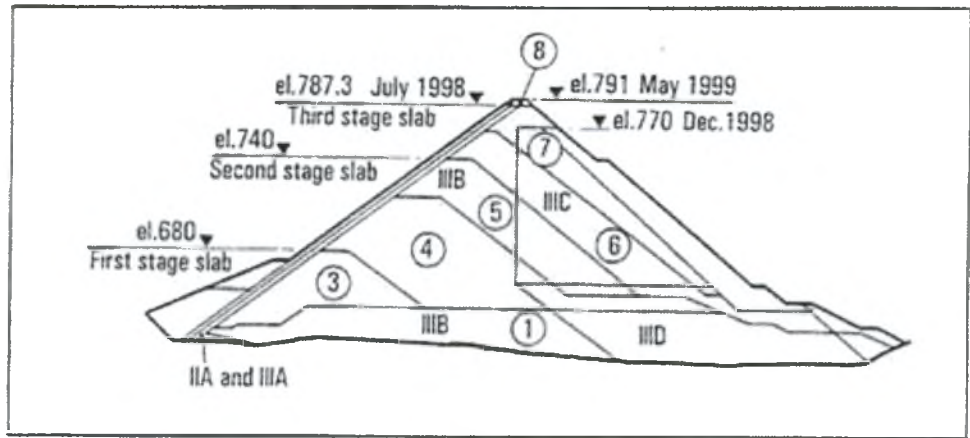 8
el.787.3 July 1998
Third stage slab
el.791 May 1999
el.770 Dec.1998
7
el.740
Second stage slab
IIIB
IIIC
5
6
el.680
First stage slab
4
3
IIIB
1
IIID
IIA and IIIA